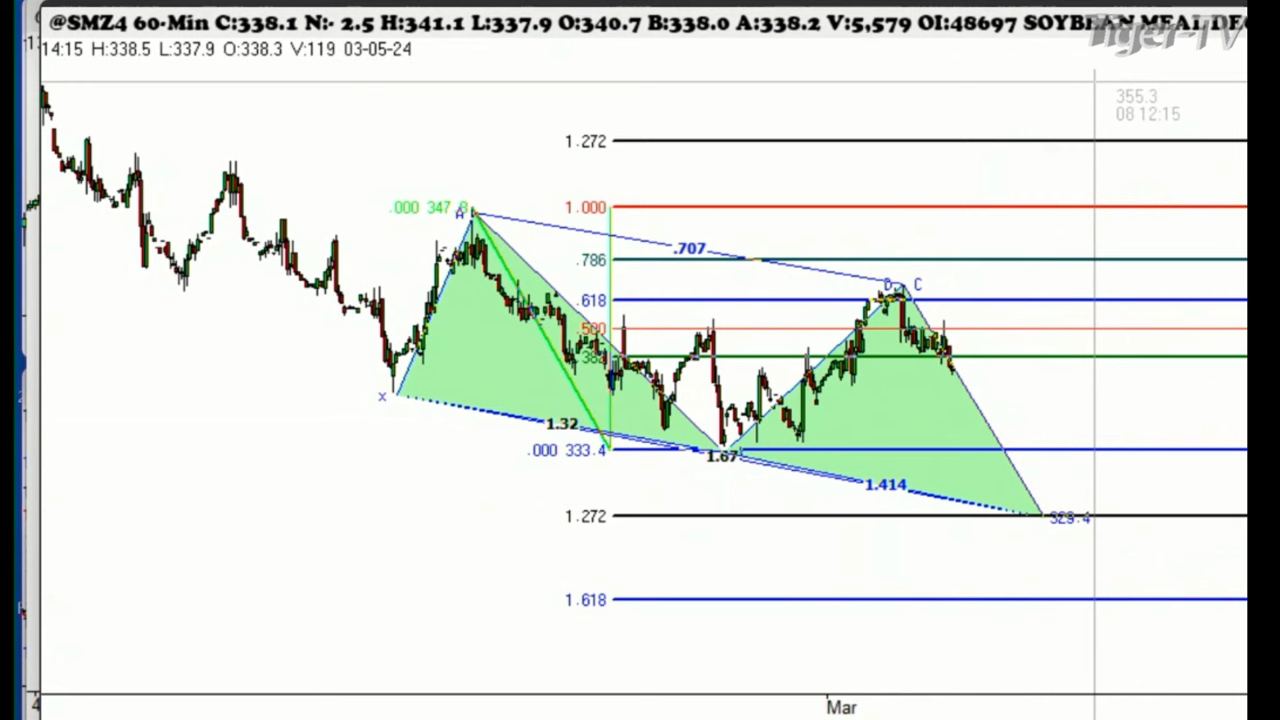 @SMZ4 60-Min C:338.1 N:- 2.5 H:341.1 L:337.9 O:340.7 B:338.0 A:338.2 V:5,579 OI:48697 SOYBEAN MEAL DEC
Tiger-TV
14:15 H:338.5 L:337.9 O:338.3 V:119 03-05-24
355.3
08 12:15
1.272
.000 347.8
A
1.000
.707
.786
B
C
.618
.500
.382
X
1.32
.000 333.4
1.67
1.414
1.272
329.4
1.618
4
Mar